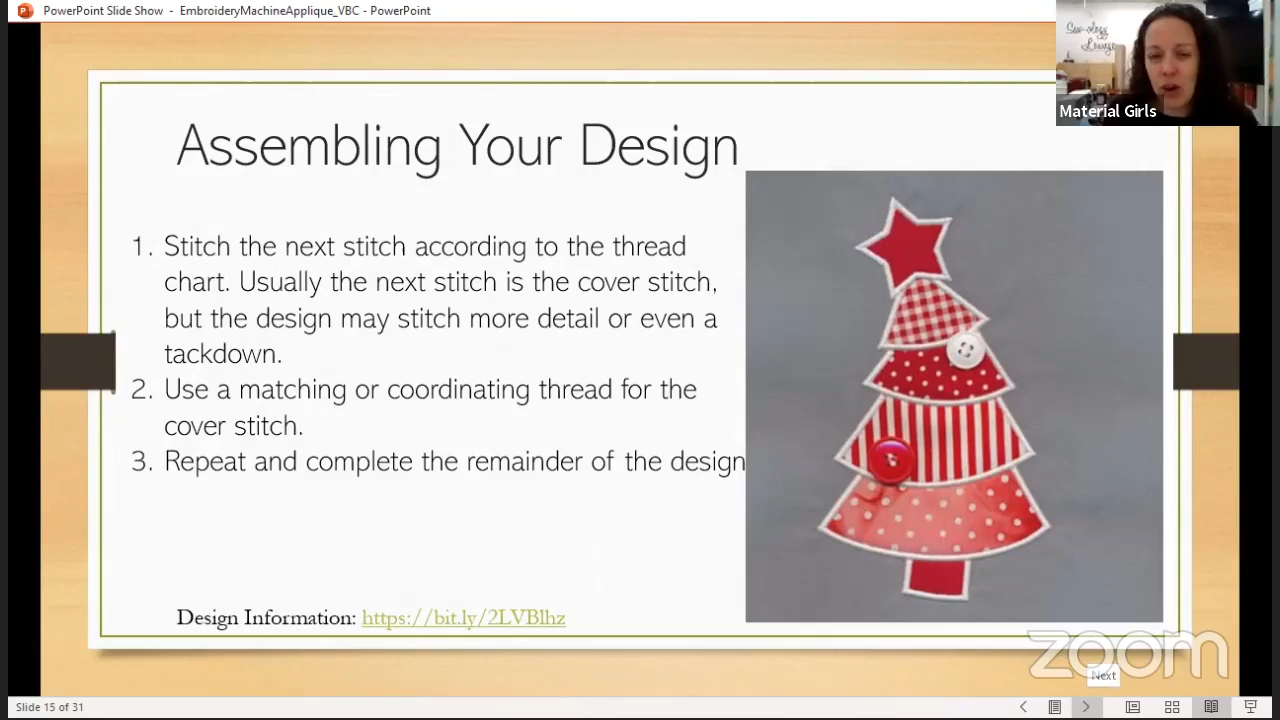 PowerPoint Slide Show - EmbroideryMachineApplique_VBC - PowerPoint
Sew-ology
Lounge
Material Girls
Assembling Your Design
1. Stitch the next stitch according to the thread
chart. Usually the next stitch is the cover stitch,
but the design may stitch more detail or even a
tackdown.
2. Use a matching or coordinating thread for the
cover stitch.
3. Repeat and complete the remainder of the design
Design Information: https://bit.ly/2LVBlhz
zoom
Next
Slide 15 of 31